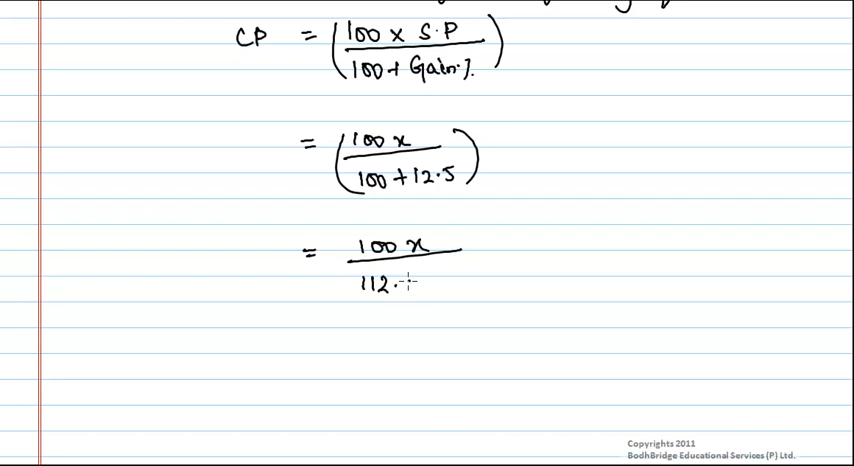 CP = (100 × S.P / 100 + Gain%)
= (100 x / 100 + 12.5)
= 100 x / 112.
Copyrights 2011
BodhBridge Educational Services (P) Ltd.